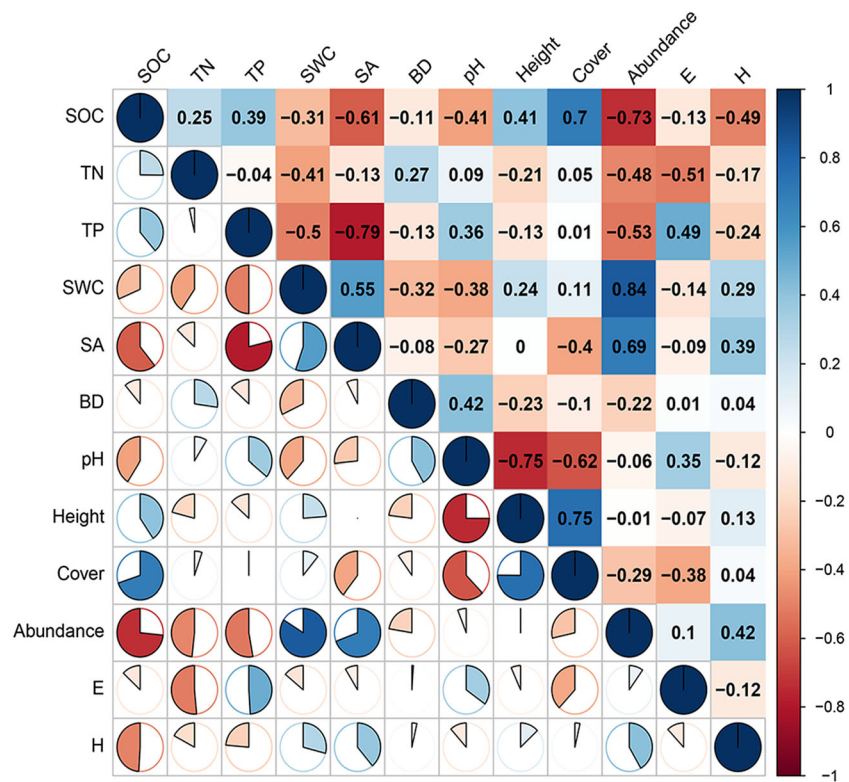 SOC TN TP SWC SA BD pH Height Cover Abundance E H
SOC 0.25 0.39 −0.31 −0.61 −0.11 −0.41 0.41 0.7 −0.73 −0.13 −0.49
TN −0.04 −0.41 −0.13 0.27 0.09 −0.21 0.05 −0.48 −0.51 −0.17
TP −0.5 −0.79 −0.13 0.36 −0.13 0.01 −0.53 0.49 −0.24
SWC 0.55 −0.32 −0.38 0.24 0.11 0.84 −0.14 0.29
SA −0.08 −0.27 0 −0.4 0.69 −0.09 0.39
BD 0.42 −0.23 −0.1 −0.22 0.01 0.04
pH −0.75 −0.62 −0.06 0.35 −0.12
Height 0.75 −0.01 −0.07 0.13
Cover −0.29 −0.38 0.04
Abundance 0.1 0.42
E −0.12
H
1
0.8
0.6
0.4
0.2
0
−0.2
−0.4
−0.6
−0.8
−1